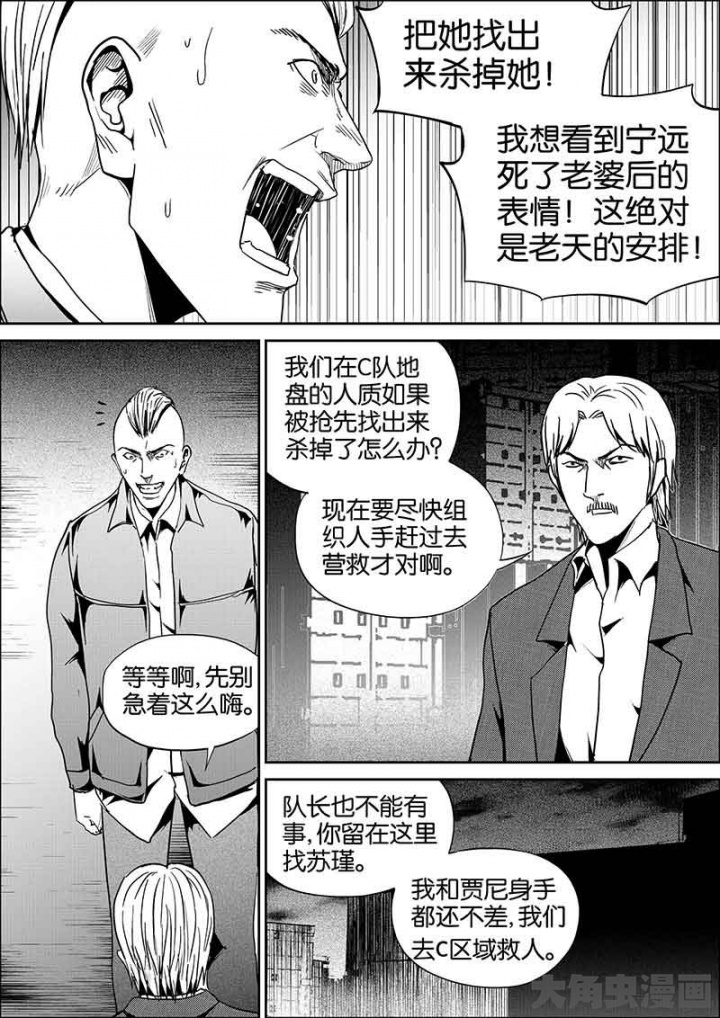 把她找出
来杀掉她！
我想看到宁远
死了老婆后的
表情！这绝对
是老天的安排！
等等啊，先别
急着这么嗨。
我们在C队地
盘的人质如果
被抢先找出来
杀掉了怎么办？
现在要尽快组
织人手赶过去
营救才对啊。
队长也不能有
事，你留在这里
找苏瑾。
我和贾尼身手
都还不差，我们
去C区域救人。
大角虫漫画